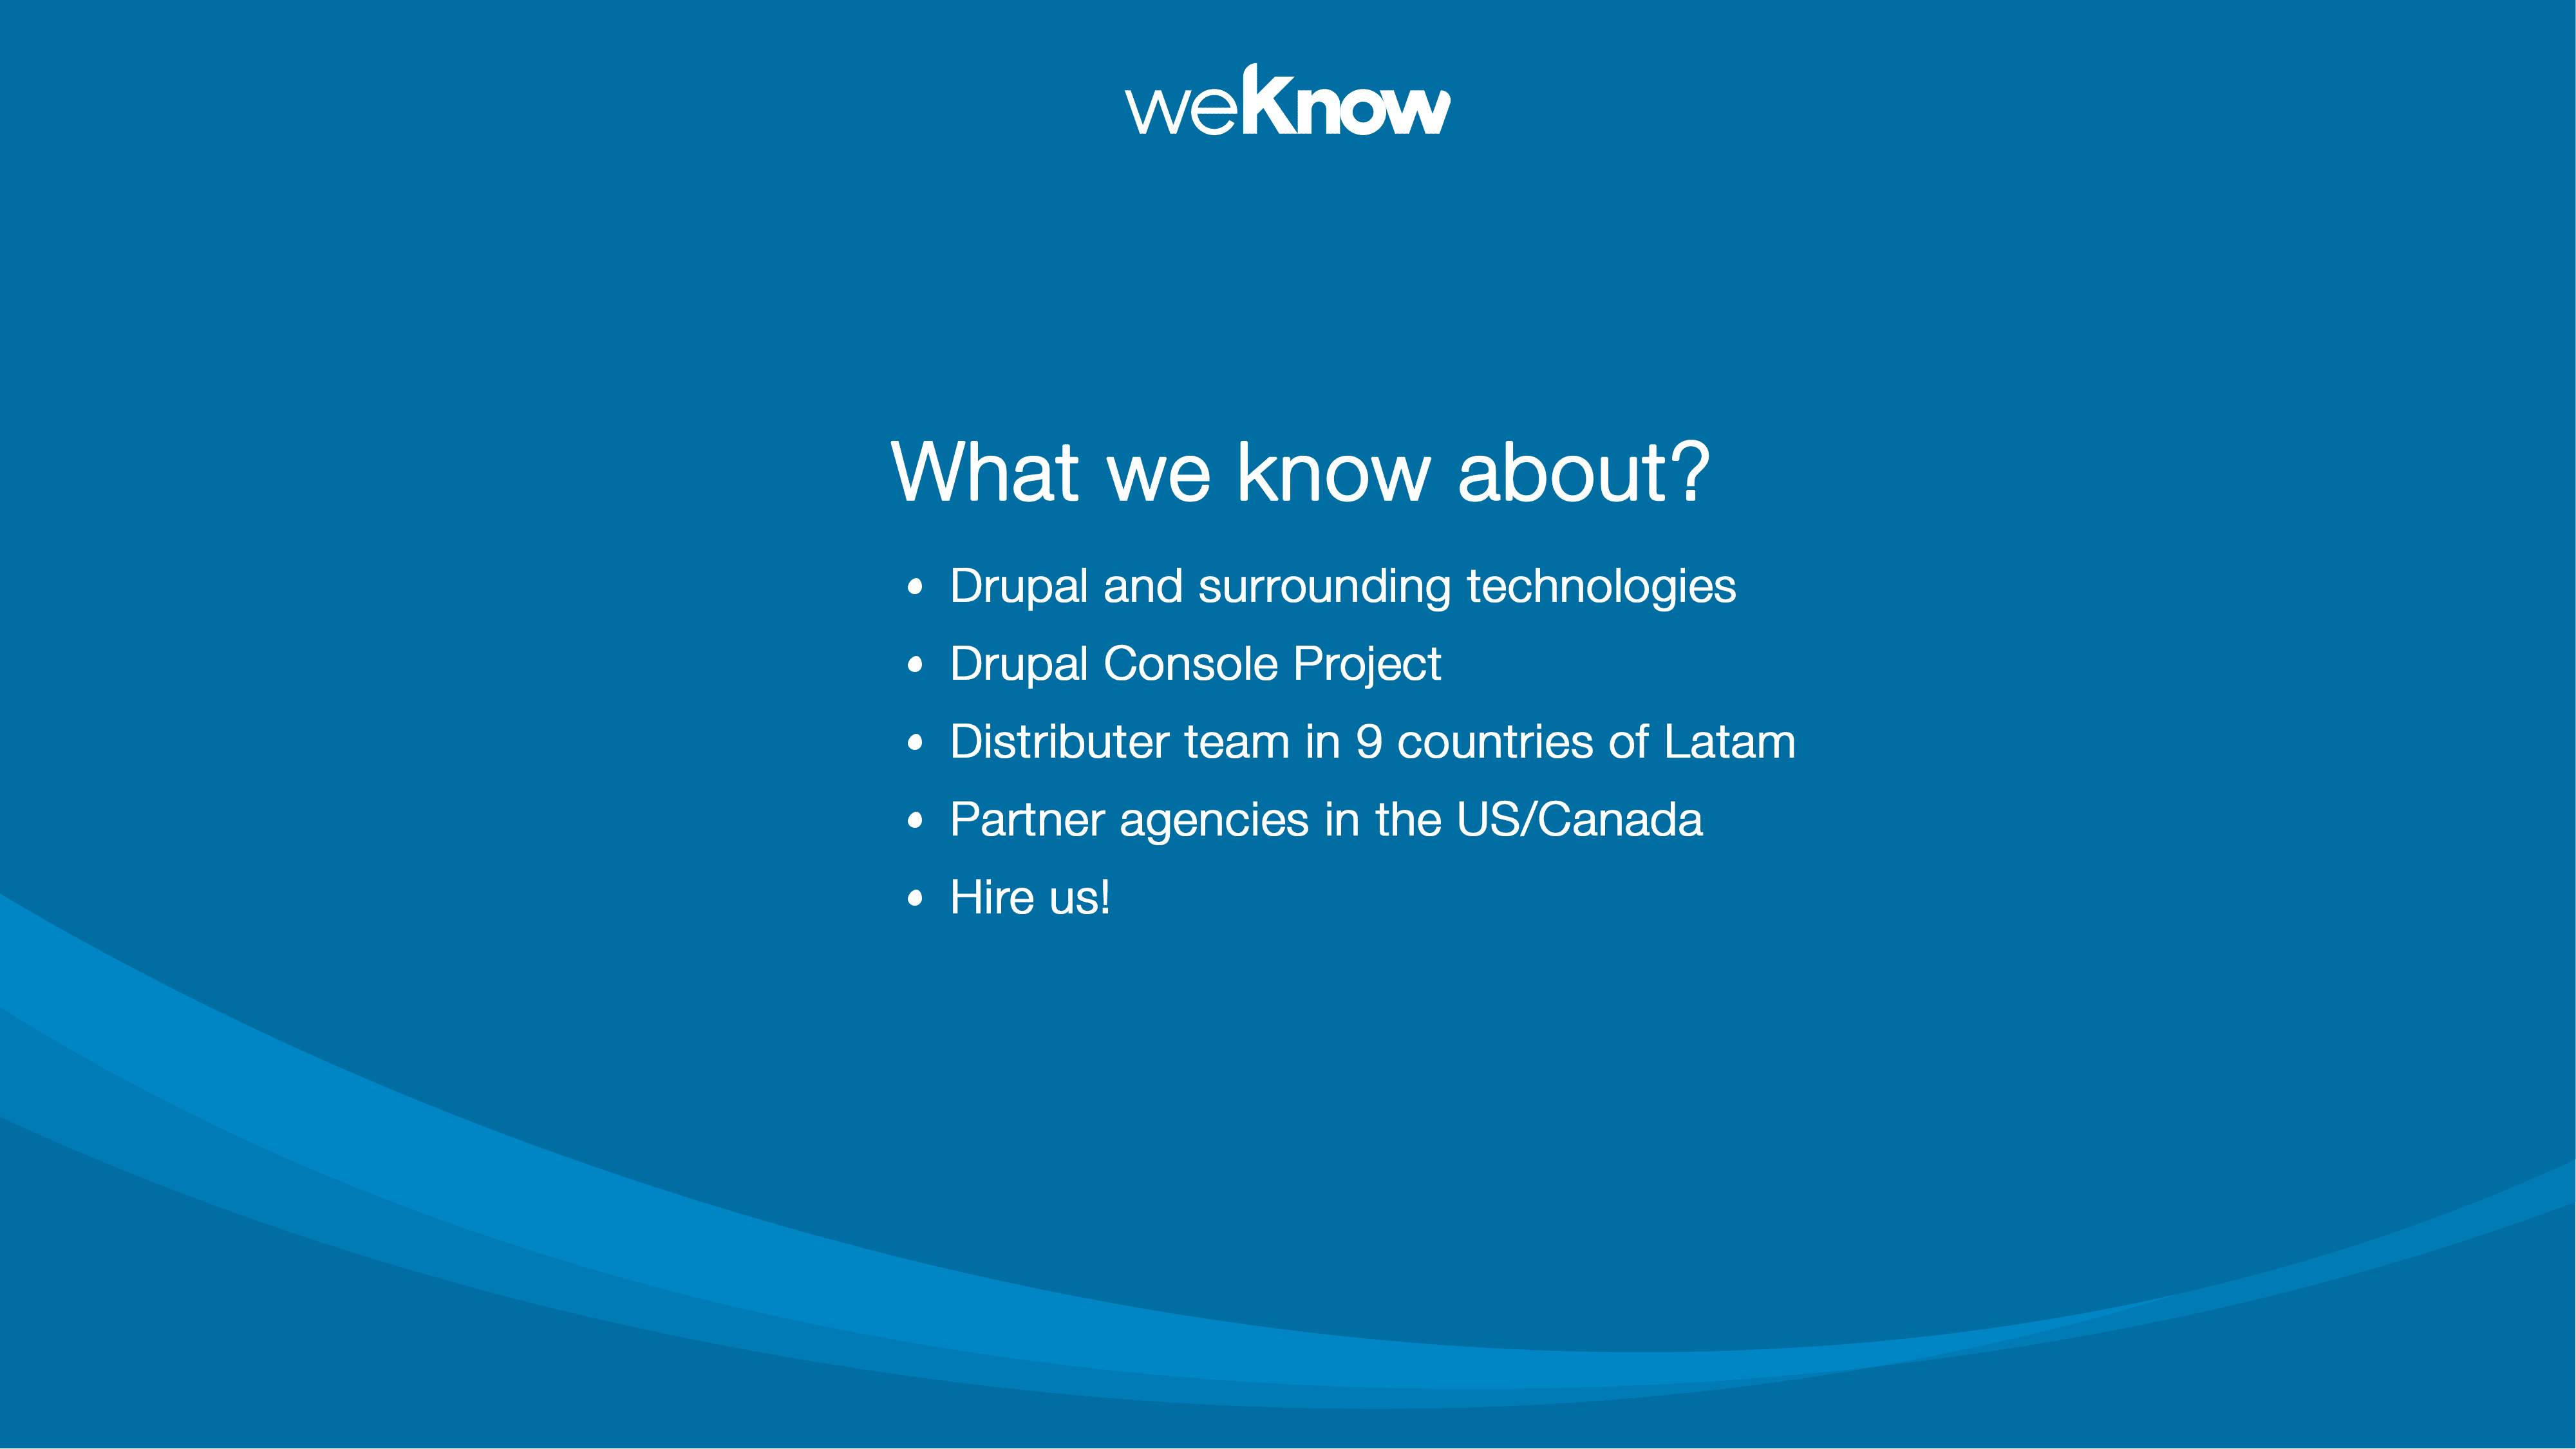 weKnow
What we know about?
• Drupal and surrounding technologies
• Drupal Console Project
• Distributer team in 9 countries of Latam
• Partner agencies in the US/Canada
• Hire us!